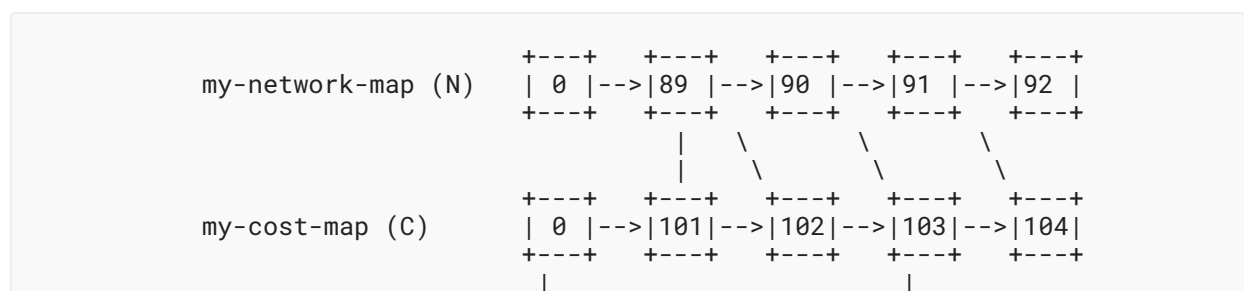 +---+   +---+   +---+   +---+   +---+
my-network-map (N)   | 0 |-->|89 |-->|90 |-->|91 |-->|92 |
                     +---+   +---+   +---+   +---+   +---+
                               |   \       \       \
                               |    \       \       \
                     +---+   +---+   +---+   +---+   +---+
my-cost-map (C)      | 0 |-->|101|-->|102|-->|103|-->|104|
                     +---+   +---+   +---+   +---+   +---+
                      |                       |